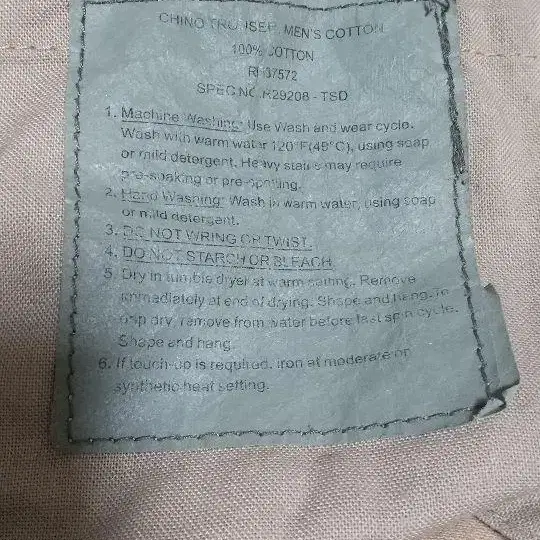 CHINO TROUSER, MEN'S COTTON
100% COTTON
RF07572
SPEC NO. R29208 - TSD
1. Machine Washing: Use Wash and wear cycle.
Wash with warm water 120°F(49°C), using soap
or mild detergent. Heavy stains may require
pre-soaking or pre-spotting.
2. Hand Washing: Wash in warm water, using soap
or mild detergent.
3. DO NOT WRING OR TWIST.
4. DO NOT STARCH OR BLEACH.
5. Dry in tumble dryer at warm setting. Remove
immediately at end of drying. Shape and hang. To
drip dry, remove from water before last spin cycle.
Shape and hang.
6. If touch-up is required, iron at moderate or
synthetic heat setting.